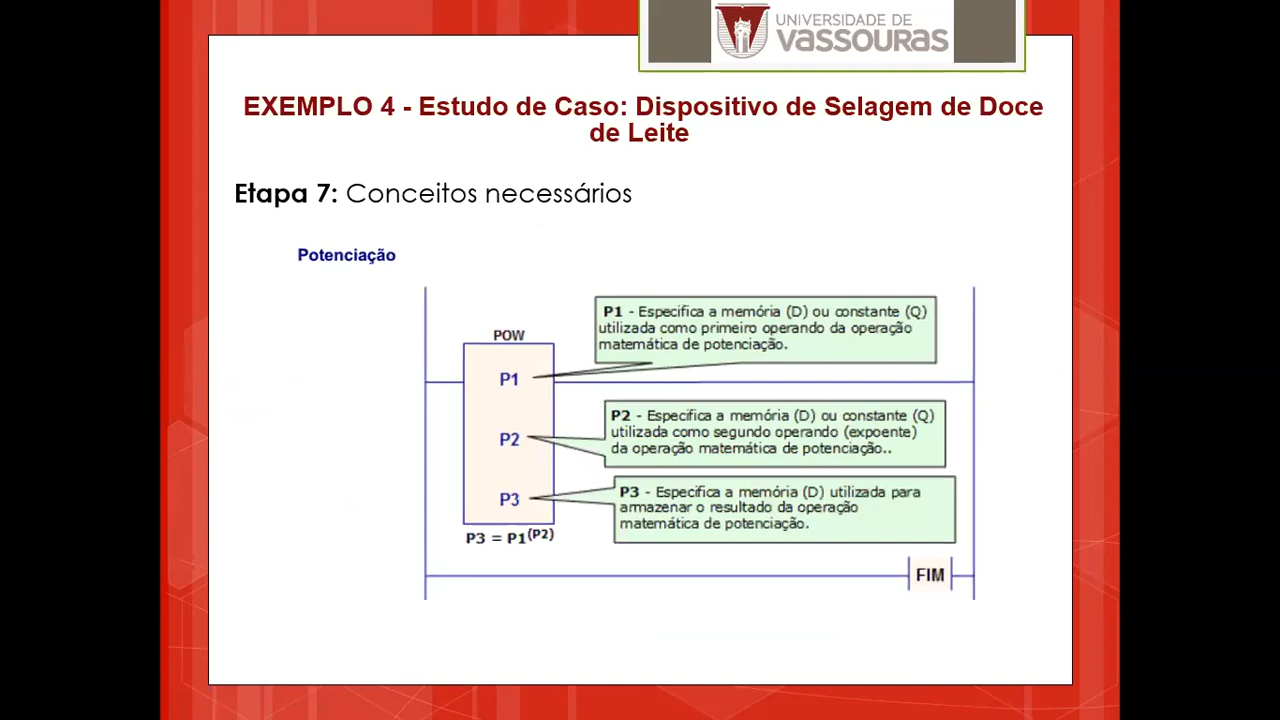 UNIVERSIDADE DE
VASSOURAS
EXEMPLO 4 - Estudo de Caso: Dispositivo de Selagem de Doce
de Leite
Etapa 7: Conceitos necessários
Potenciação
P1 - Especifica a memória (D) ou constante (Q)
utilizada como primeiro operando da operação
matemática de potenciação.
POW
P1
P2 - Especifica a memória (D) ou constante (Q)
utilizada como segundo operando (expoente)
da operação matemática de potenciação..
P2
P3 - Especifica a memória (D) utilizada para
armazenar o resultado da operação
matemática de potenciação.
P3
P3 = P1(P2)
FIM